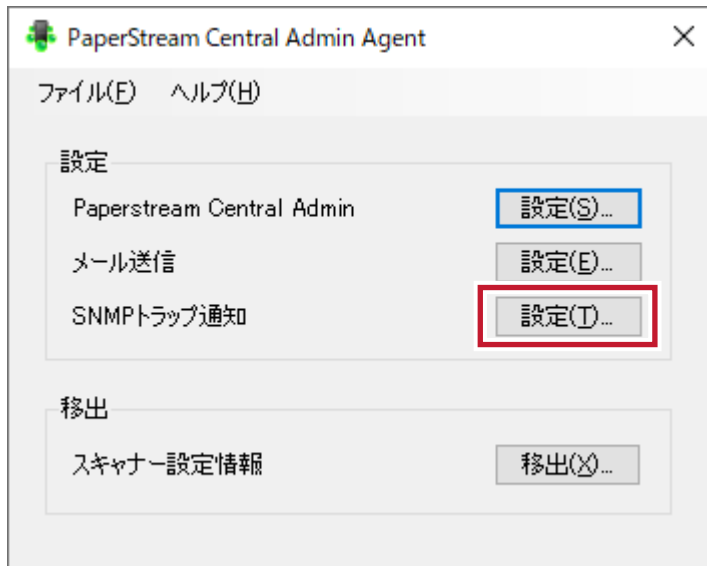 PaperStream Central Admin Agent
ファイル(F) ヘルプ(H)
設定
Paperstream Central Admin 設定(S)...
メール送信 設定(E)...
SNMPトラップ通知 設定(T)...
移出
スキャナー設定情報 移出(X)...